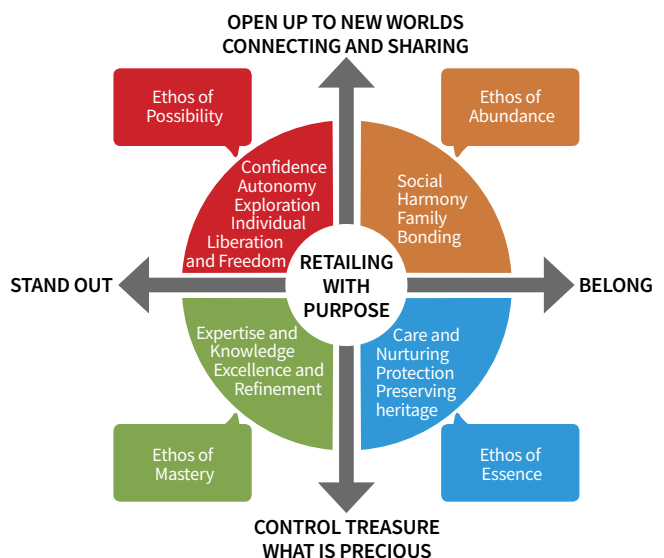 OPEN UP TO NEW WORLDS
CONNECTING AND SHARING
Ethos of
Possibility
Ethos of
Abundance
Confidence
Autonomy
Exploration
Individual
Liberation
and Freedom
Social
Harmony
Family
Bonding
STAND OUT
RETAILING
WITH
PURPOSE
BELONG
Expertise and
Knowledge
Excellence and
Refinement
Care and
Nurturing
Protection
Preserving
heritage
Ethos of
Mastery
Ethos of
Essence
CONTROL TREASURE
WHAT IS PRECIOUS